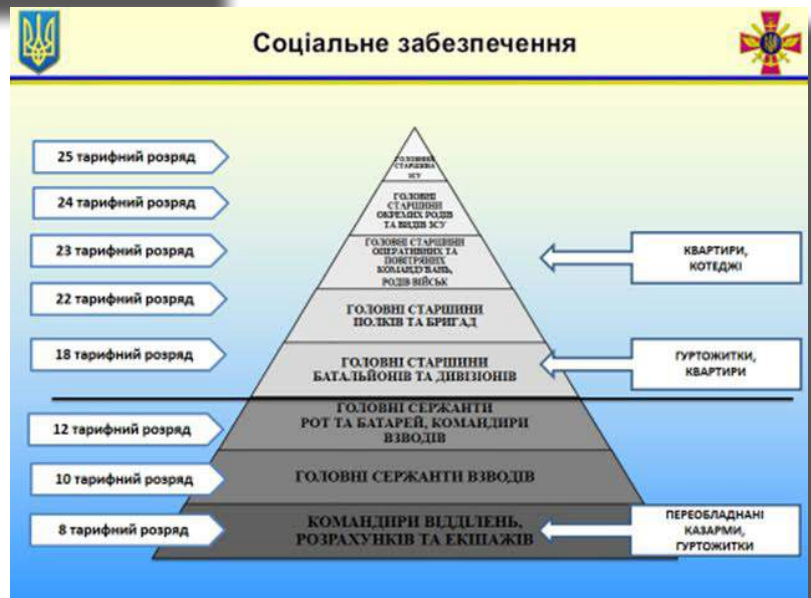 Соціальне забезпечення
25 тарифний розряд
24 тарифний розряд
23 тарифний розряд
22 тарифний розряд
18 тарифний розряд
12 тарифний розряд
10 тарифний розряд
8 тарифний розряд
ГОЛОВНИЙ
СТАРШИНА
ЗСУ
ГОЛОВНІ
СТАРШИНИ
ОКРЕМИХ РОДІВ
ТА ВИДІВ ЗСУ
ГОЛОВНІ СТАРШИНИ
ОПЕРАТИВНИХ ТА
ПОВІТРЯНИХ
КОМАНДУВАНЬ,
РОДІВ ВІЙСЬК
ГОЛОВНІ СТАРШИНИ
ПОЛКІВ ТА БРИГАД
ГОЛОВНІ СТАРШИНИ
БАТАЛЬЙОНІВ ТА ДИВІЗІОНІВ
ГОЛОВНІ СЕРЖАНТИ
РОТ ТА БАТАРЕЙ, КОМАНДИРИ
ВЗВОДІВ
ГОЛОВНІ СЕРЖАНТИ ВЗВОДІВ
КОМАНДИРИ ВІДДІЛЕНЬ,
РОЗРАХУНКІВ ТА ЕКІПАЖІВ
КВАРТИРИ,
КОТЕДЖІ
ГУРТОЖИТКИ,
КВАРТИРИ
ПЕРЕОБЛАДНАНІ
КАЗАРМИ,
ГУРТОЖИТКИ